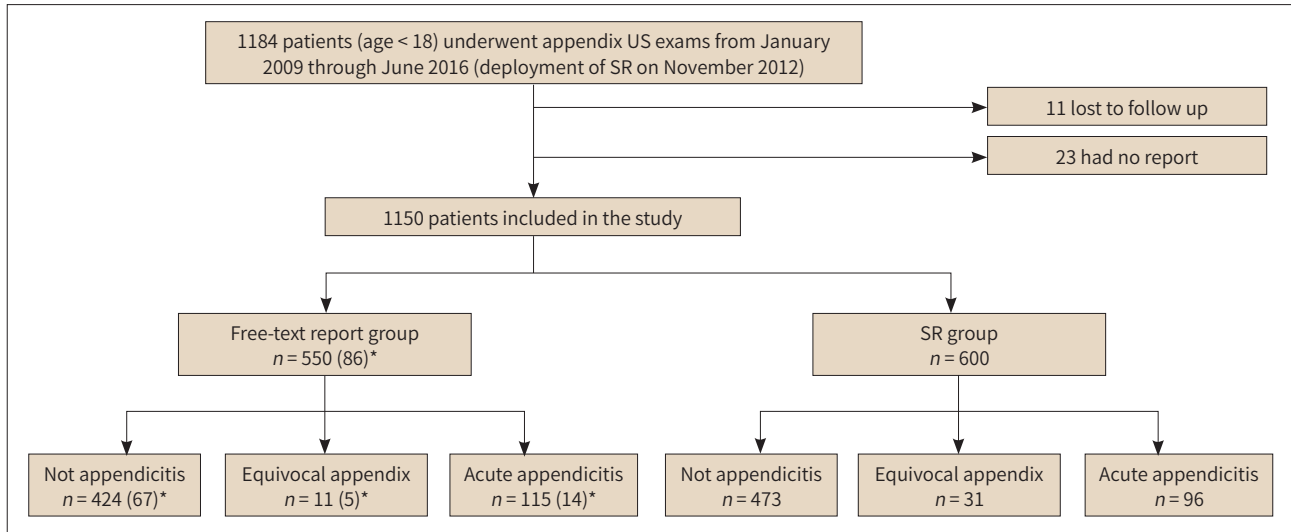 1184 patients (age < 18) underwent appendix US exams from January
2009 through June 2016 (deployment of SR on November 2012)
11 lost to follow up
23 had no report
1150 patients included in the study
Free-text report group
n = 550 (86)*
SR group
n = 600
Not appendicitis
n = 424 (67)*
Equivocal appendix
n = 11 (5)*
Acute appendicitis
n = 115 (14)*
Not appendicitis
n = 473
Equivocal appendix
n = 31
Acute appendicitis
n = 96